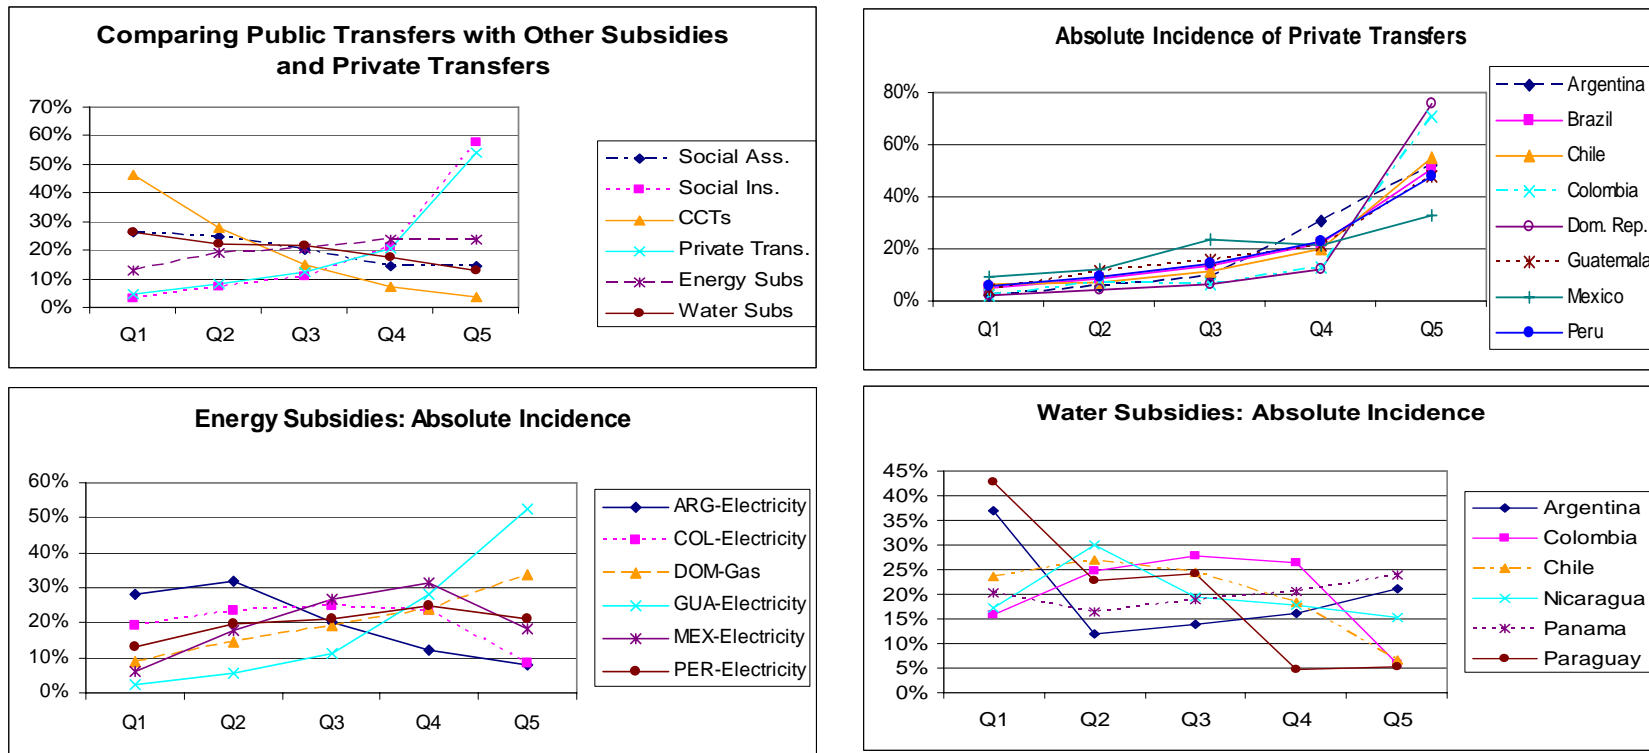 Comparing Public Transfers with Other Subsidies
and Private Transfers
70%
60%
50%
40%
30%
20%
10%
0%
Q1 Q2 Q3 Q4 Q5
Social Ass.
Social Ins.
CCTs
Private Trans.
Energy Subs
Water Subs
Absolute Incidence of Private Transfers
80%
60%
40%
20%
0%
Q1 Q2 Q3 Q4 Q5
Argentina
Brazil
Chile
Colombia
Dom. Rep.
Guatemala
Mexico
Peru
Energy Subsidies: Absolute Incidence
60%
50%
40%
30%
20%
10%
0%
Q1 Q2 Q3 Q4 Q5
ARG-Electricity
COL-Electricity
DOM-Gas
GUA-Electricity
MEX-Electricity
PER-Electricity
Water Subsidies: Absolute Incidence
45%
40%
35%
30%
25%
20%
15%
10%
5%
0%
Q1 Q2 Q3 Q4 Q5
Argentina
Colombia
Chile
Nicaragua
Panama
Paraguay